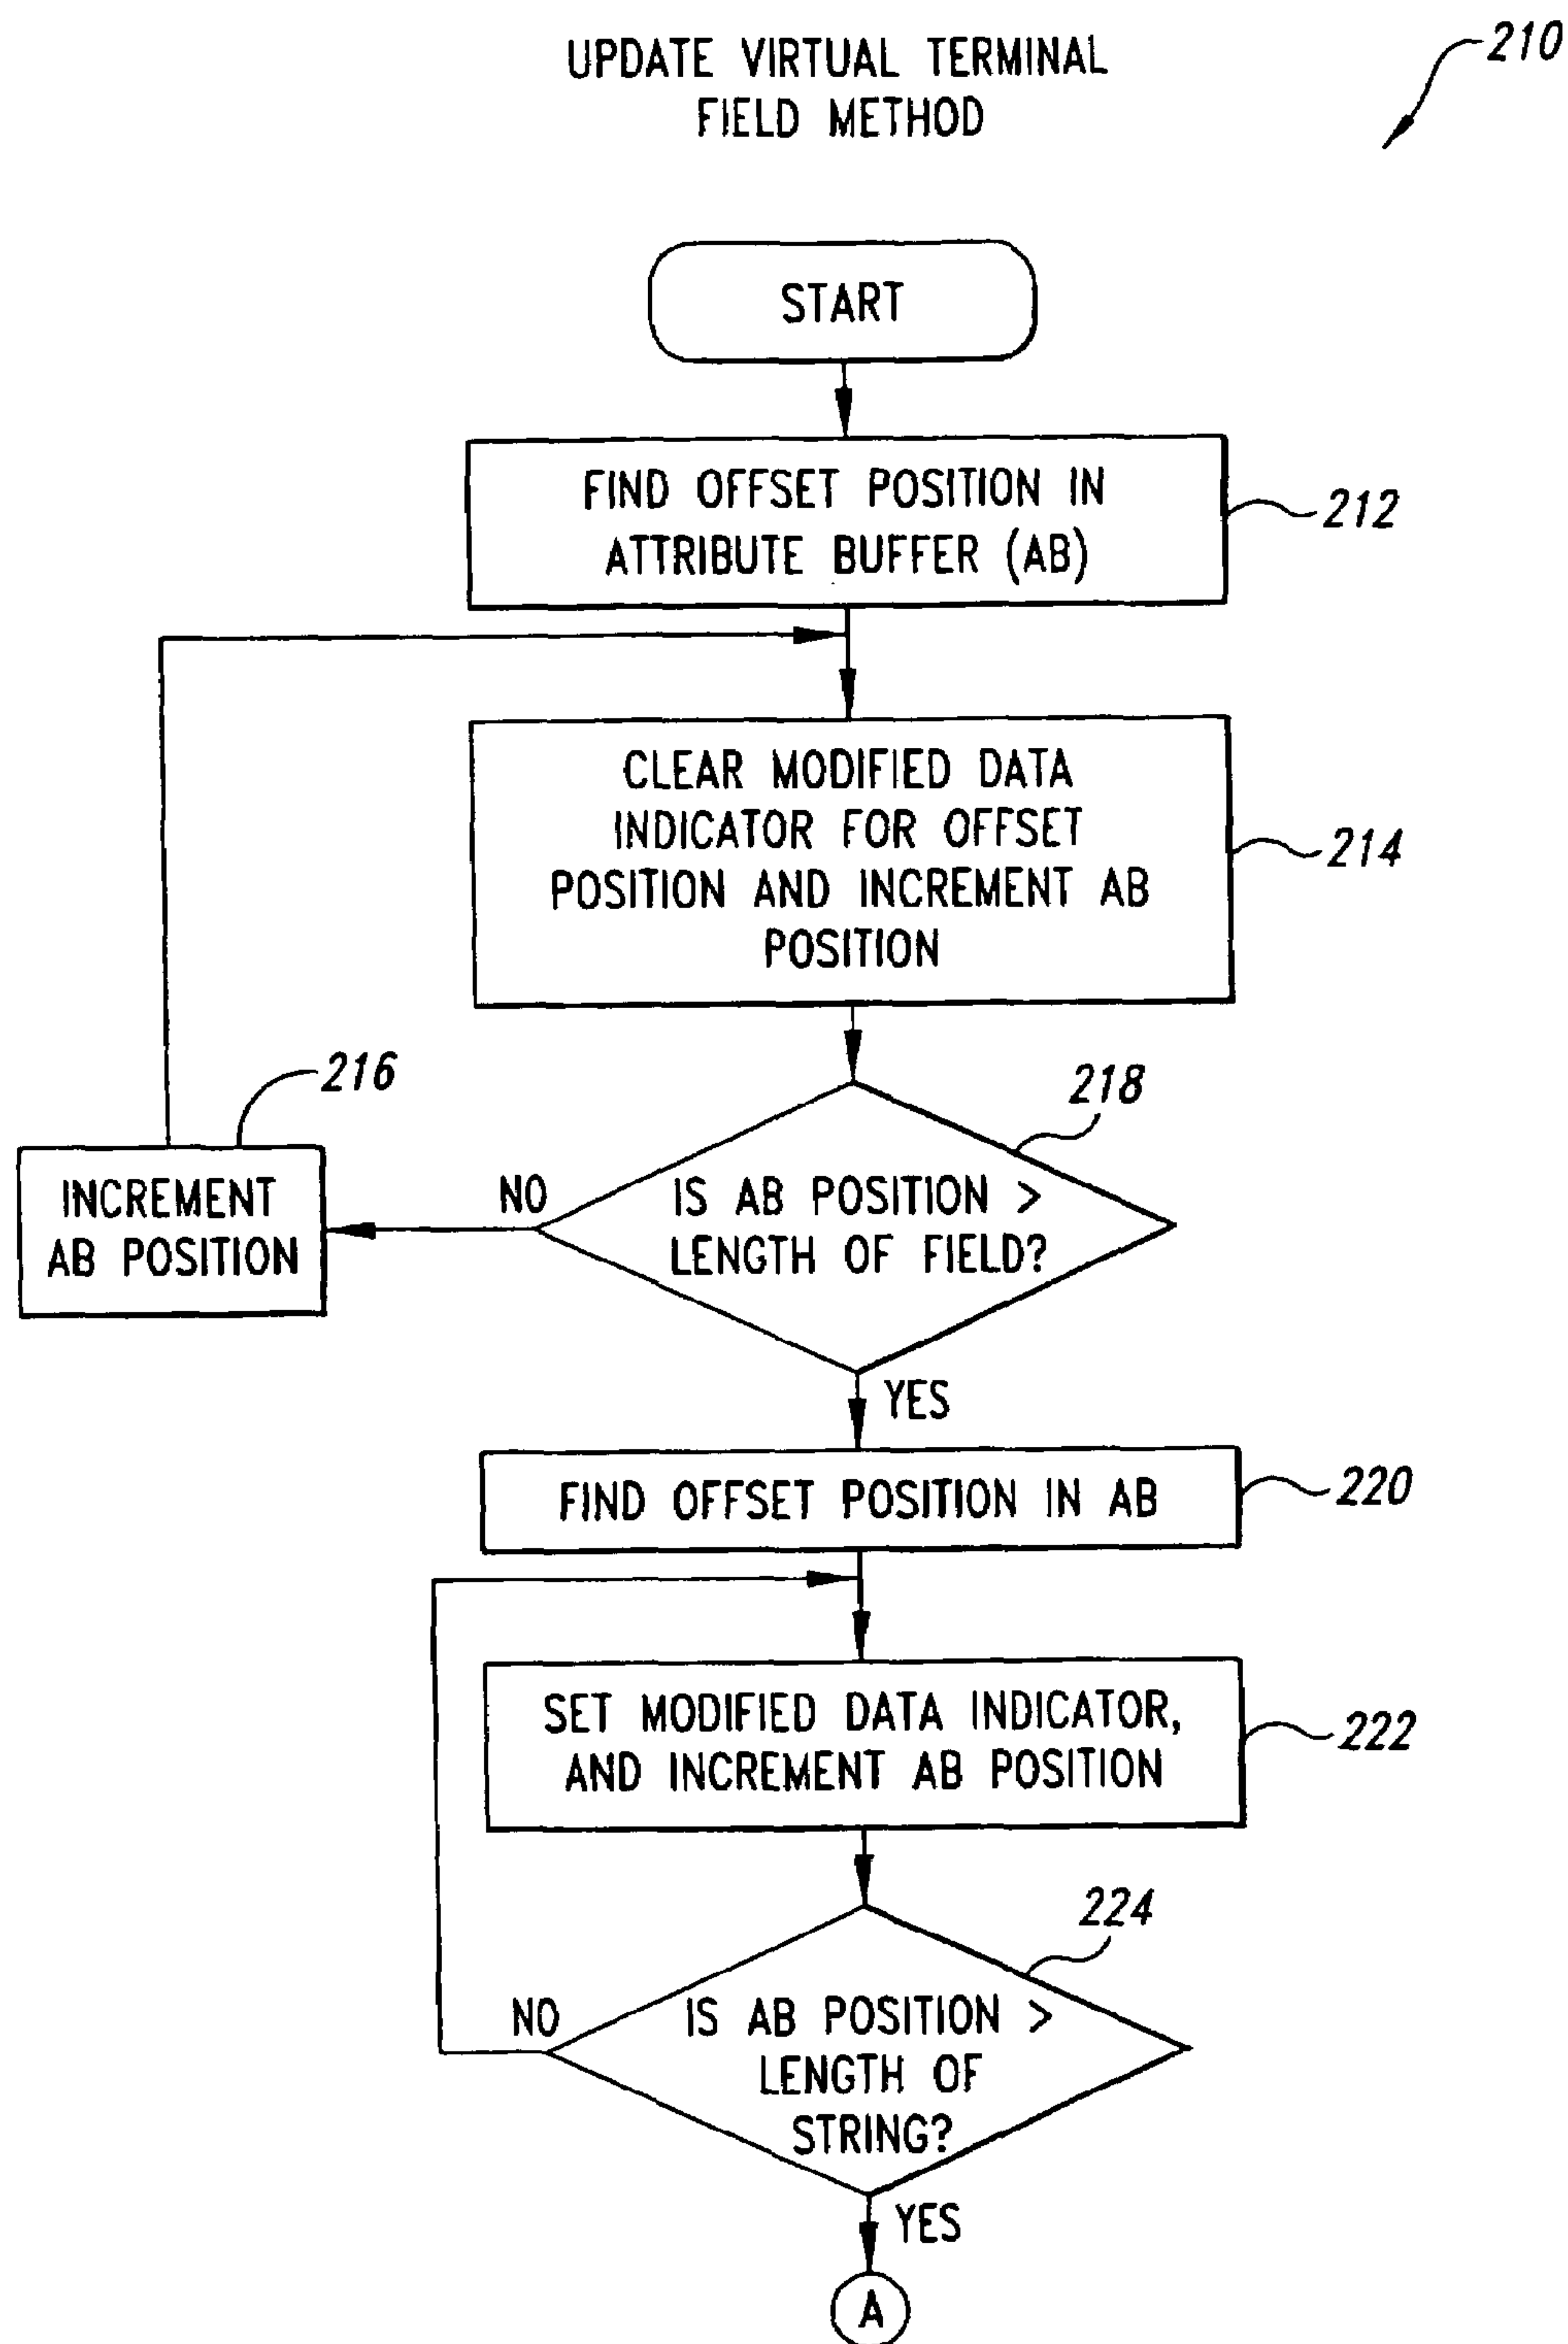 UPDATE VIRTUAL TERMINAL
FIELD METHOD
210
START
FIND OFFSET POSITION IN
ATTRIBUTE BUFFER (AB)
212
CLEAR MODIFIED DATA
INDICATOR FOR OFFSET
POSITION AND INCREMENT AB
POSITION
214
216
INCREMENT
AB POSITION
NO
218
IS AB POSITION >
LENGTH OF FIELD?
YES
FIND OFFSET POSITION IN AB
220
SET MODIFIED DATA INDICATOR,
AND INCREMENT AB POSITION
222
224
NO
IS AB POSITION >
LENGTH OF
STRING?
YES
A